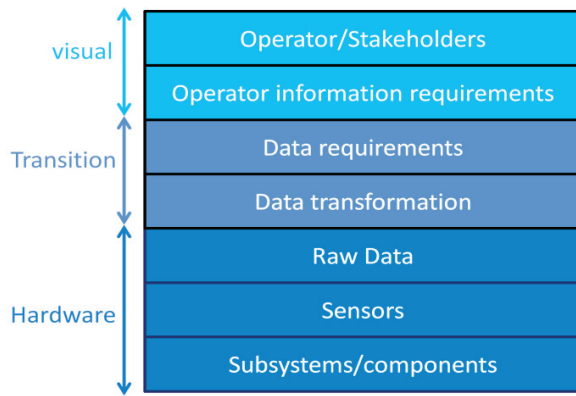 visual
Operator/Stakeholders
Operator information requirements
Transition
Data requirements
Data transformation
Hardware
Raw Data
Sensors
Subsystems/components